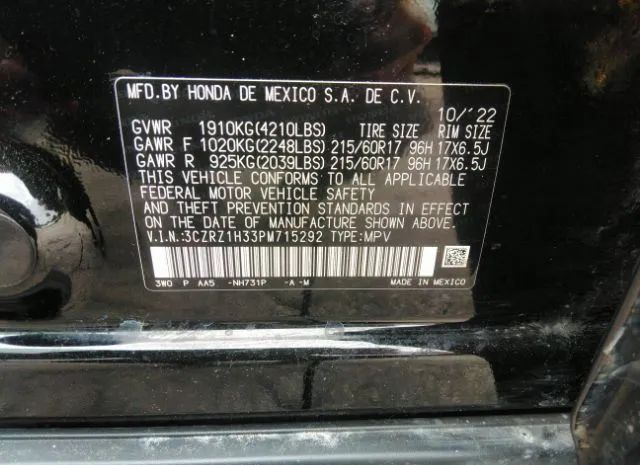 MFD.BY HONDA DE MEXICO S.A. DE C.V.
10/'22
GVWR 1910KG(4210LBS) TIRE SIZE RIM SIZE
GAWR F 1020KG(2248LBS) 215/60R17 96H 17X6.5J
GAWR R 925KG(2039LBS) 215/60R17 96H 17X6.5J
THIS VEHICLE CONFORMS TO ALL APPLICABLE
FEDERAL MOTOR VEHICLE SAFETY
AND THEFT PREVENTION STANDARDS IN EFFECT
ON THE DATE OF MANUFACTURE SHOWN ABOVE.
V.I.N.:3CZRZ1H33PM715292 TYPE:MPV
3W0 P AA5 -NH731P -A -M MADE IN MEXICO